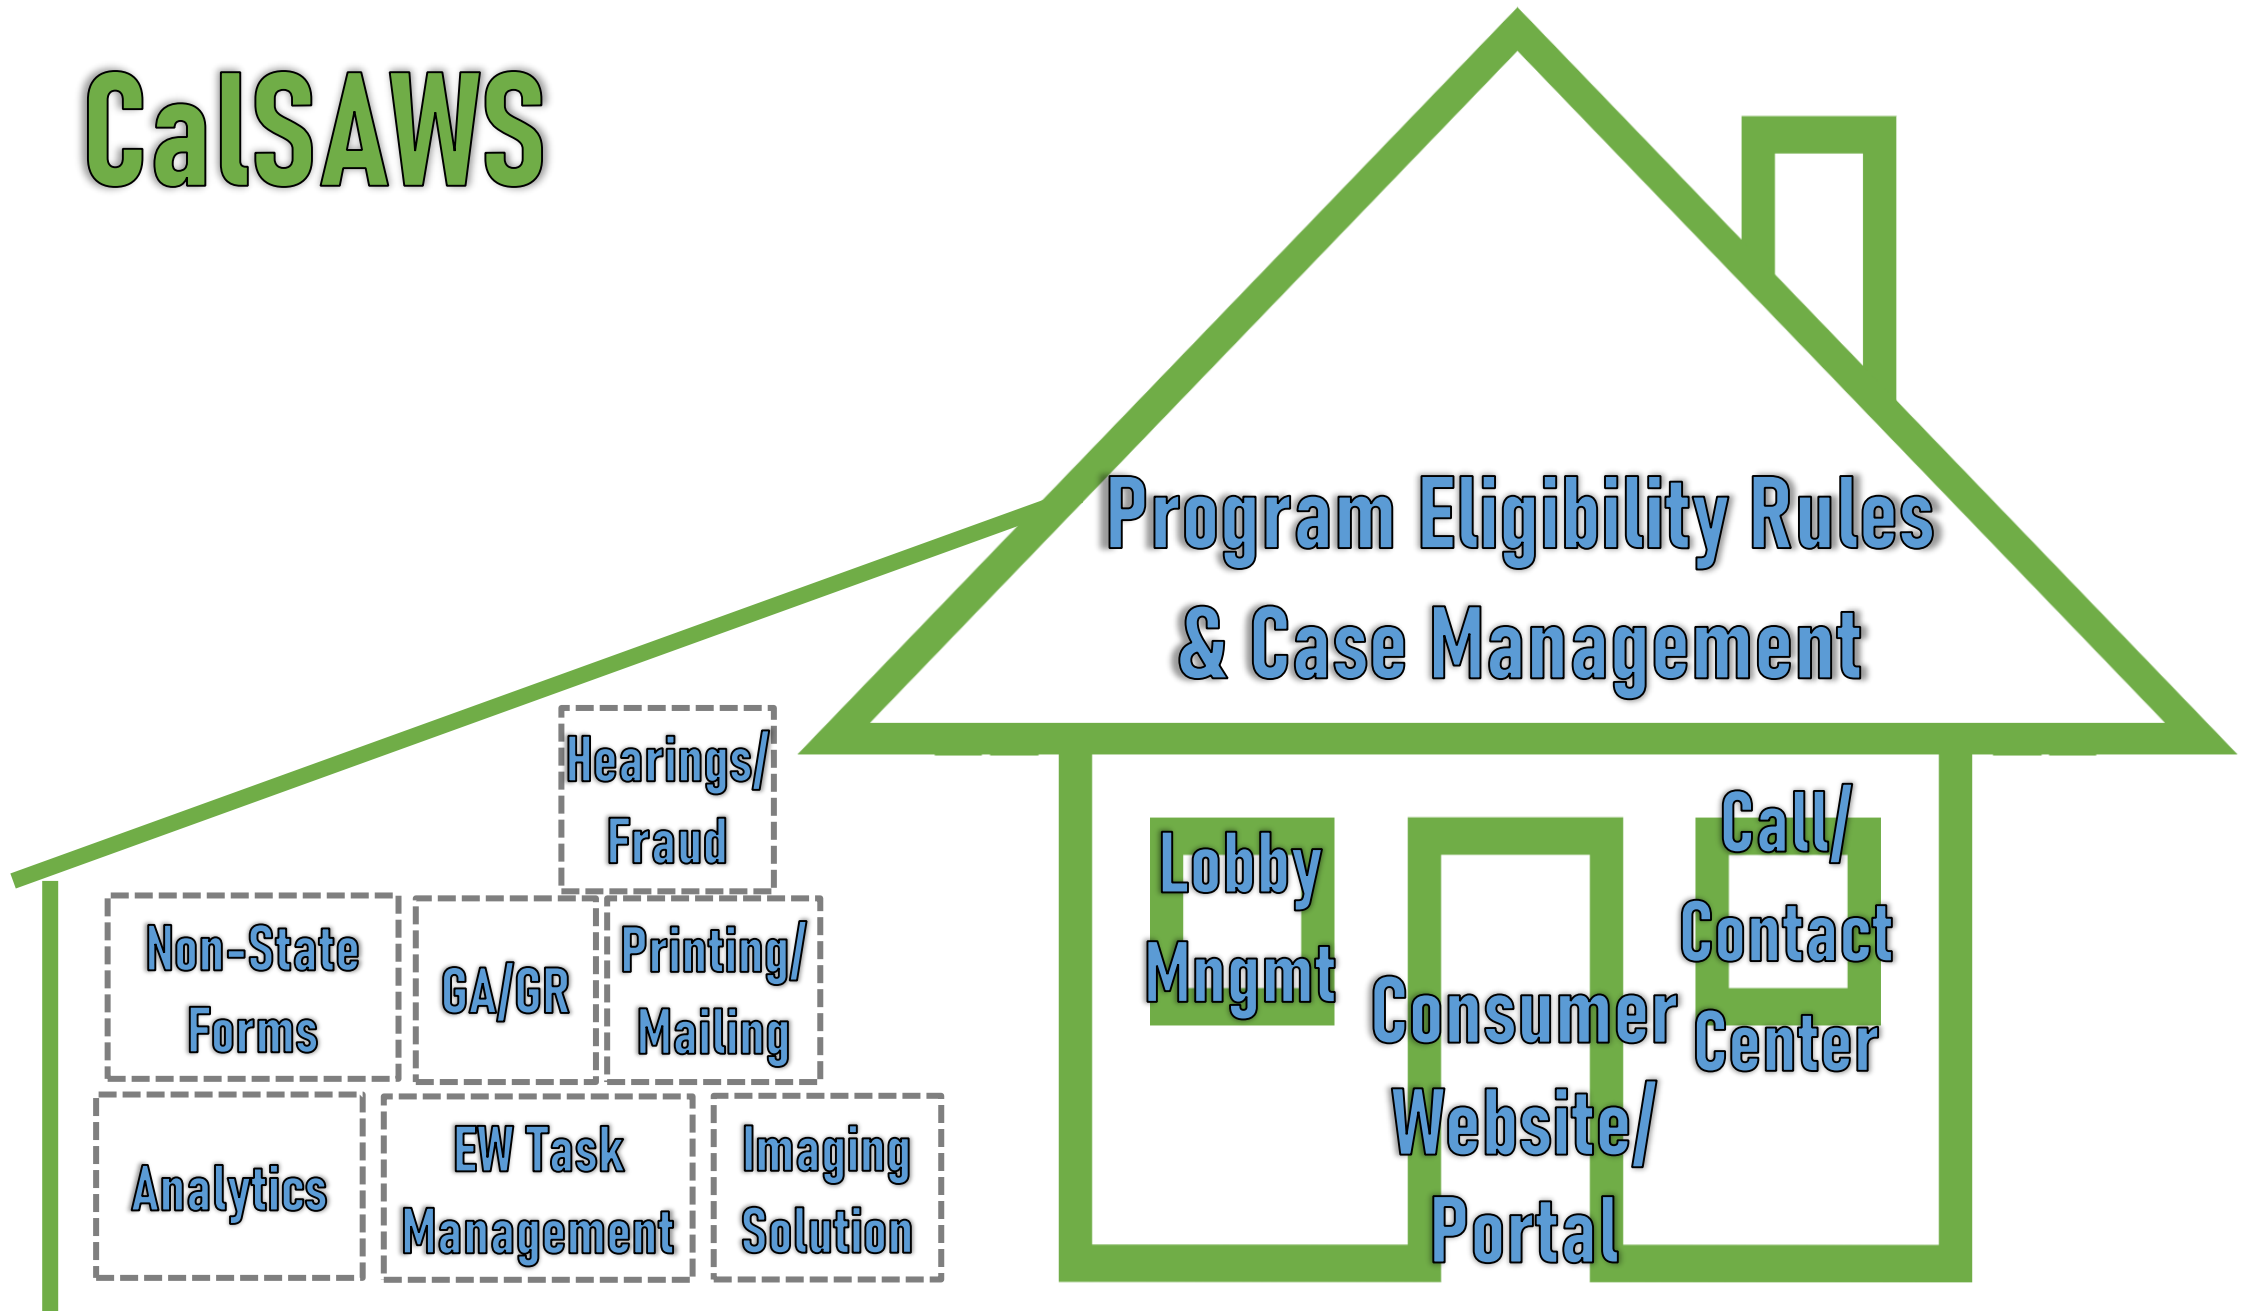 CalSAWS
Program Eligibility Rules
& Case Management
Hearings/
Fraud
Non-State
Forms
GA/GR
Printing/
Mailing
Analytics
EW Task
Management
Imaging
Solution
Lobby
Mngmt
Consumer
Website/
Portal
Call/
Contact
Center